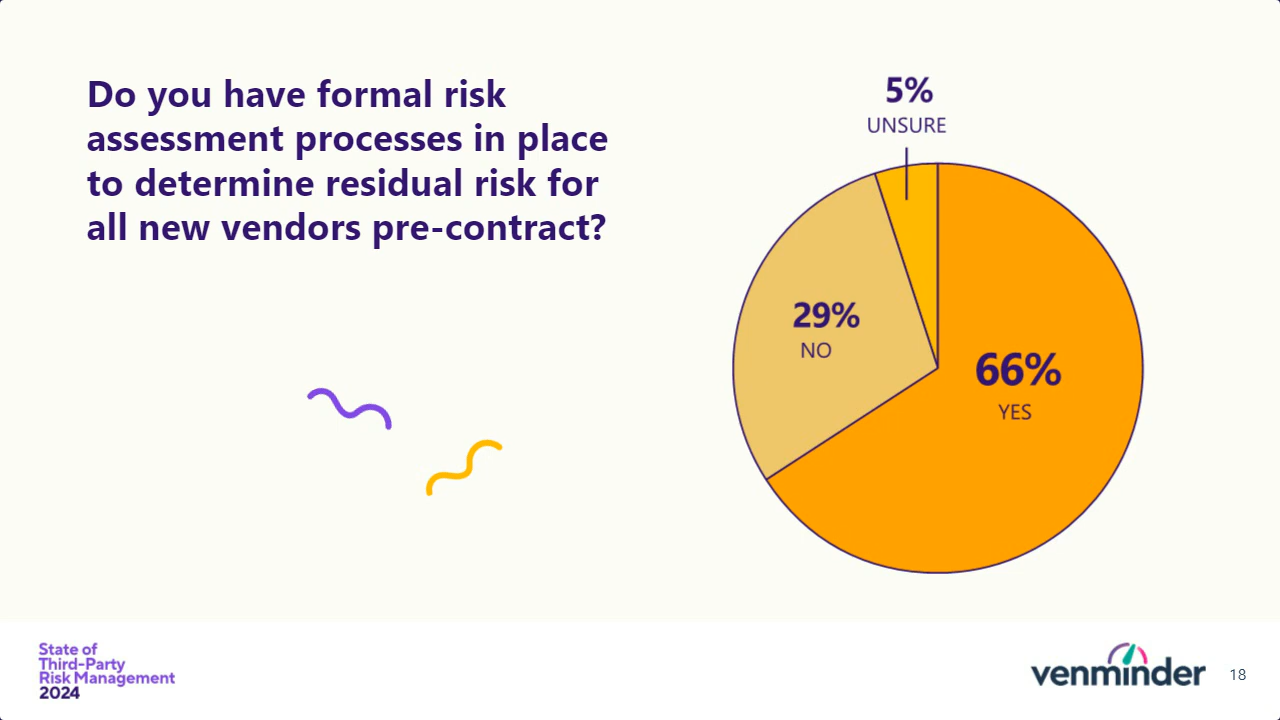 Do you have formal risk
assessment processes in place
to determine residual risk for
all new vendors pre-contract?
5%
UNSURE
29%
NO
66%
YES
State of
Third-Party
Risk Management
2024
venminder
18